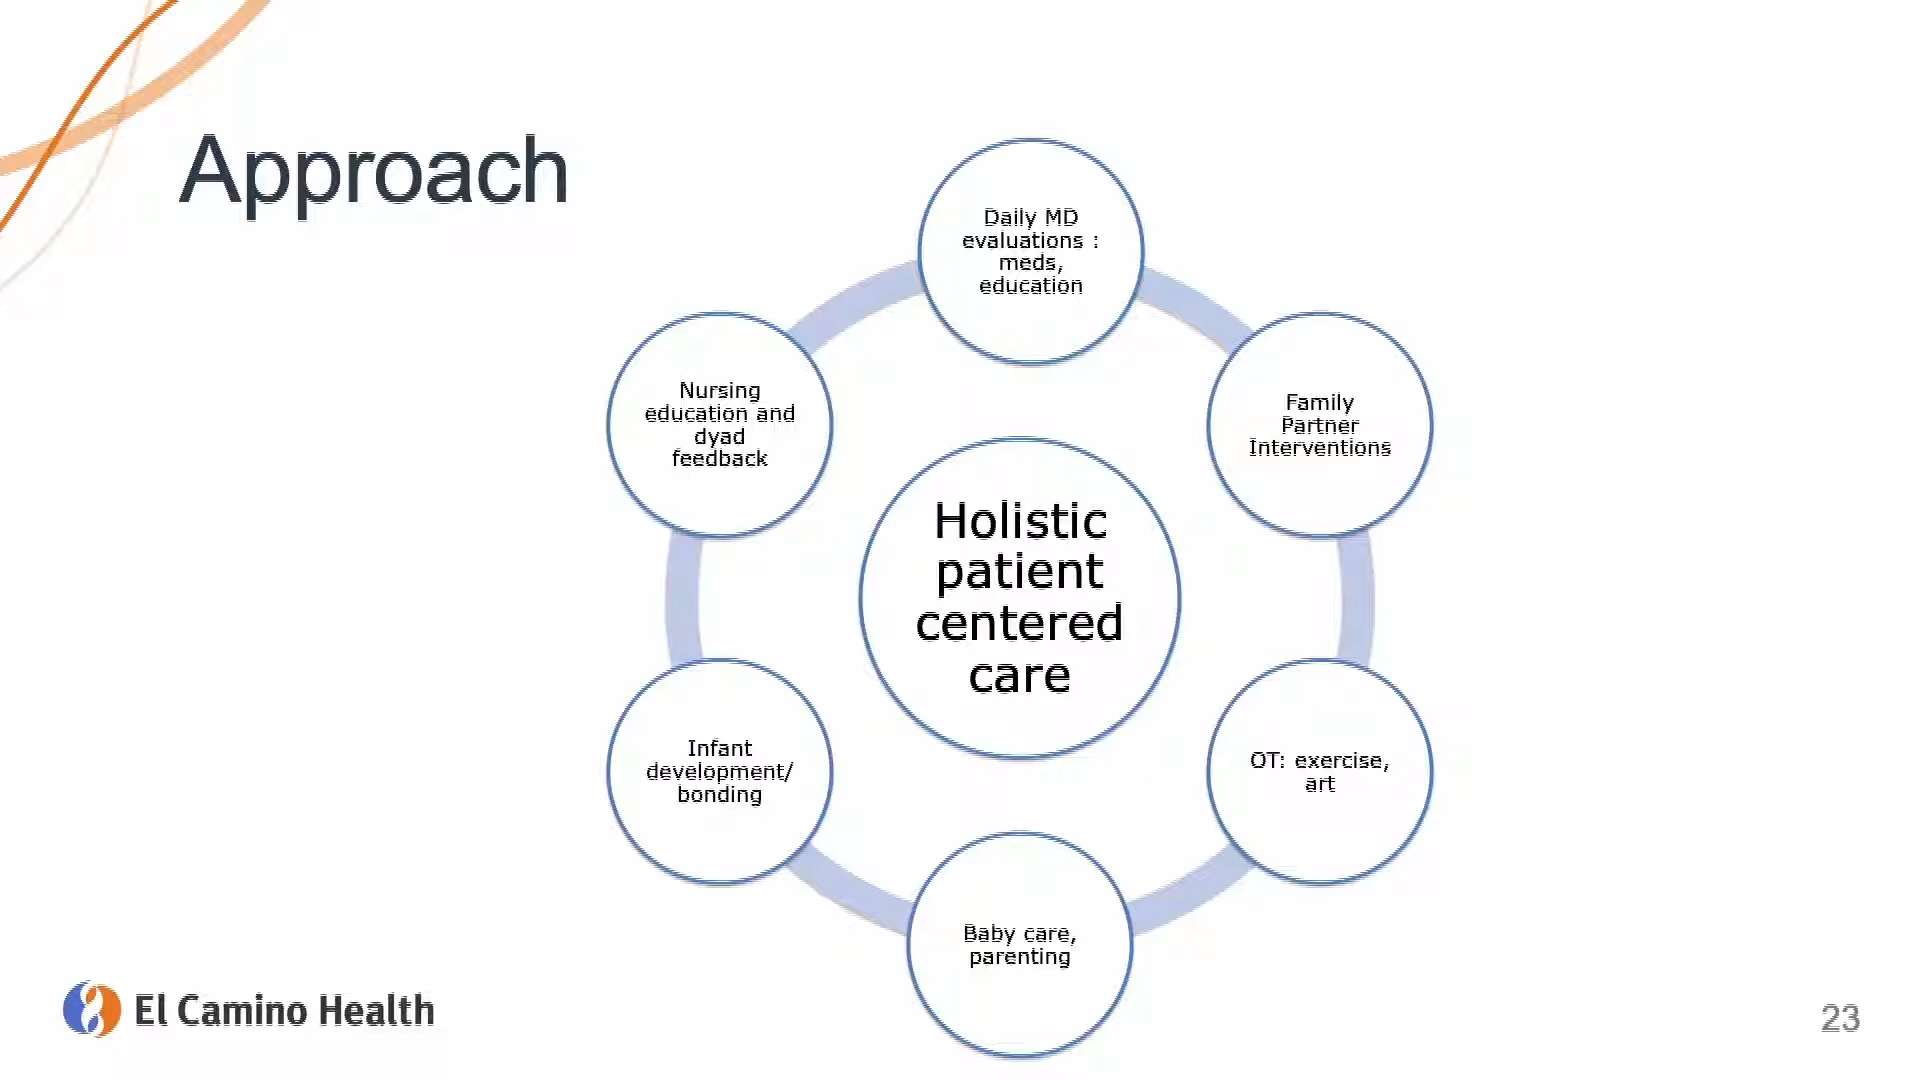 Approach
Daily MD
evaluations :
meds,
education
Family
Partner
Interventions
OT: exercise,
art
Baby care,
parenting
Infant
development/
bonding
Nursing
education and
dyad
feedback
Holistic
patient
centered
care
El Camino Health
23